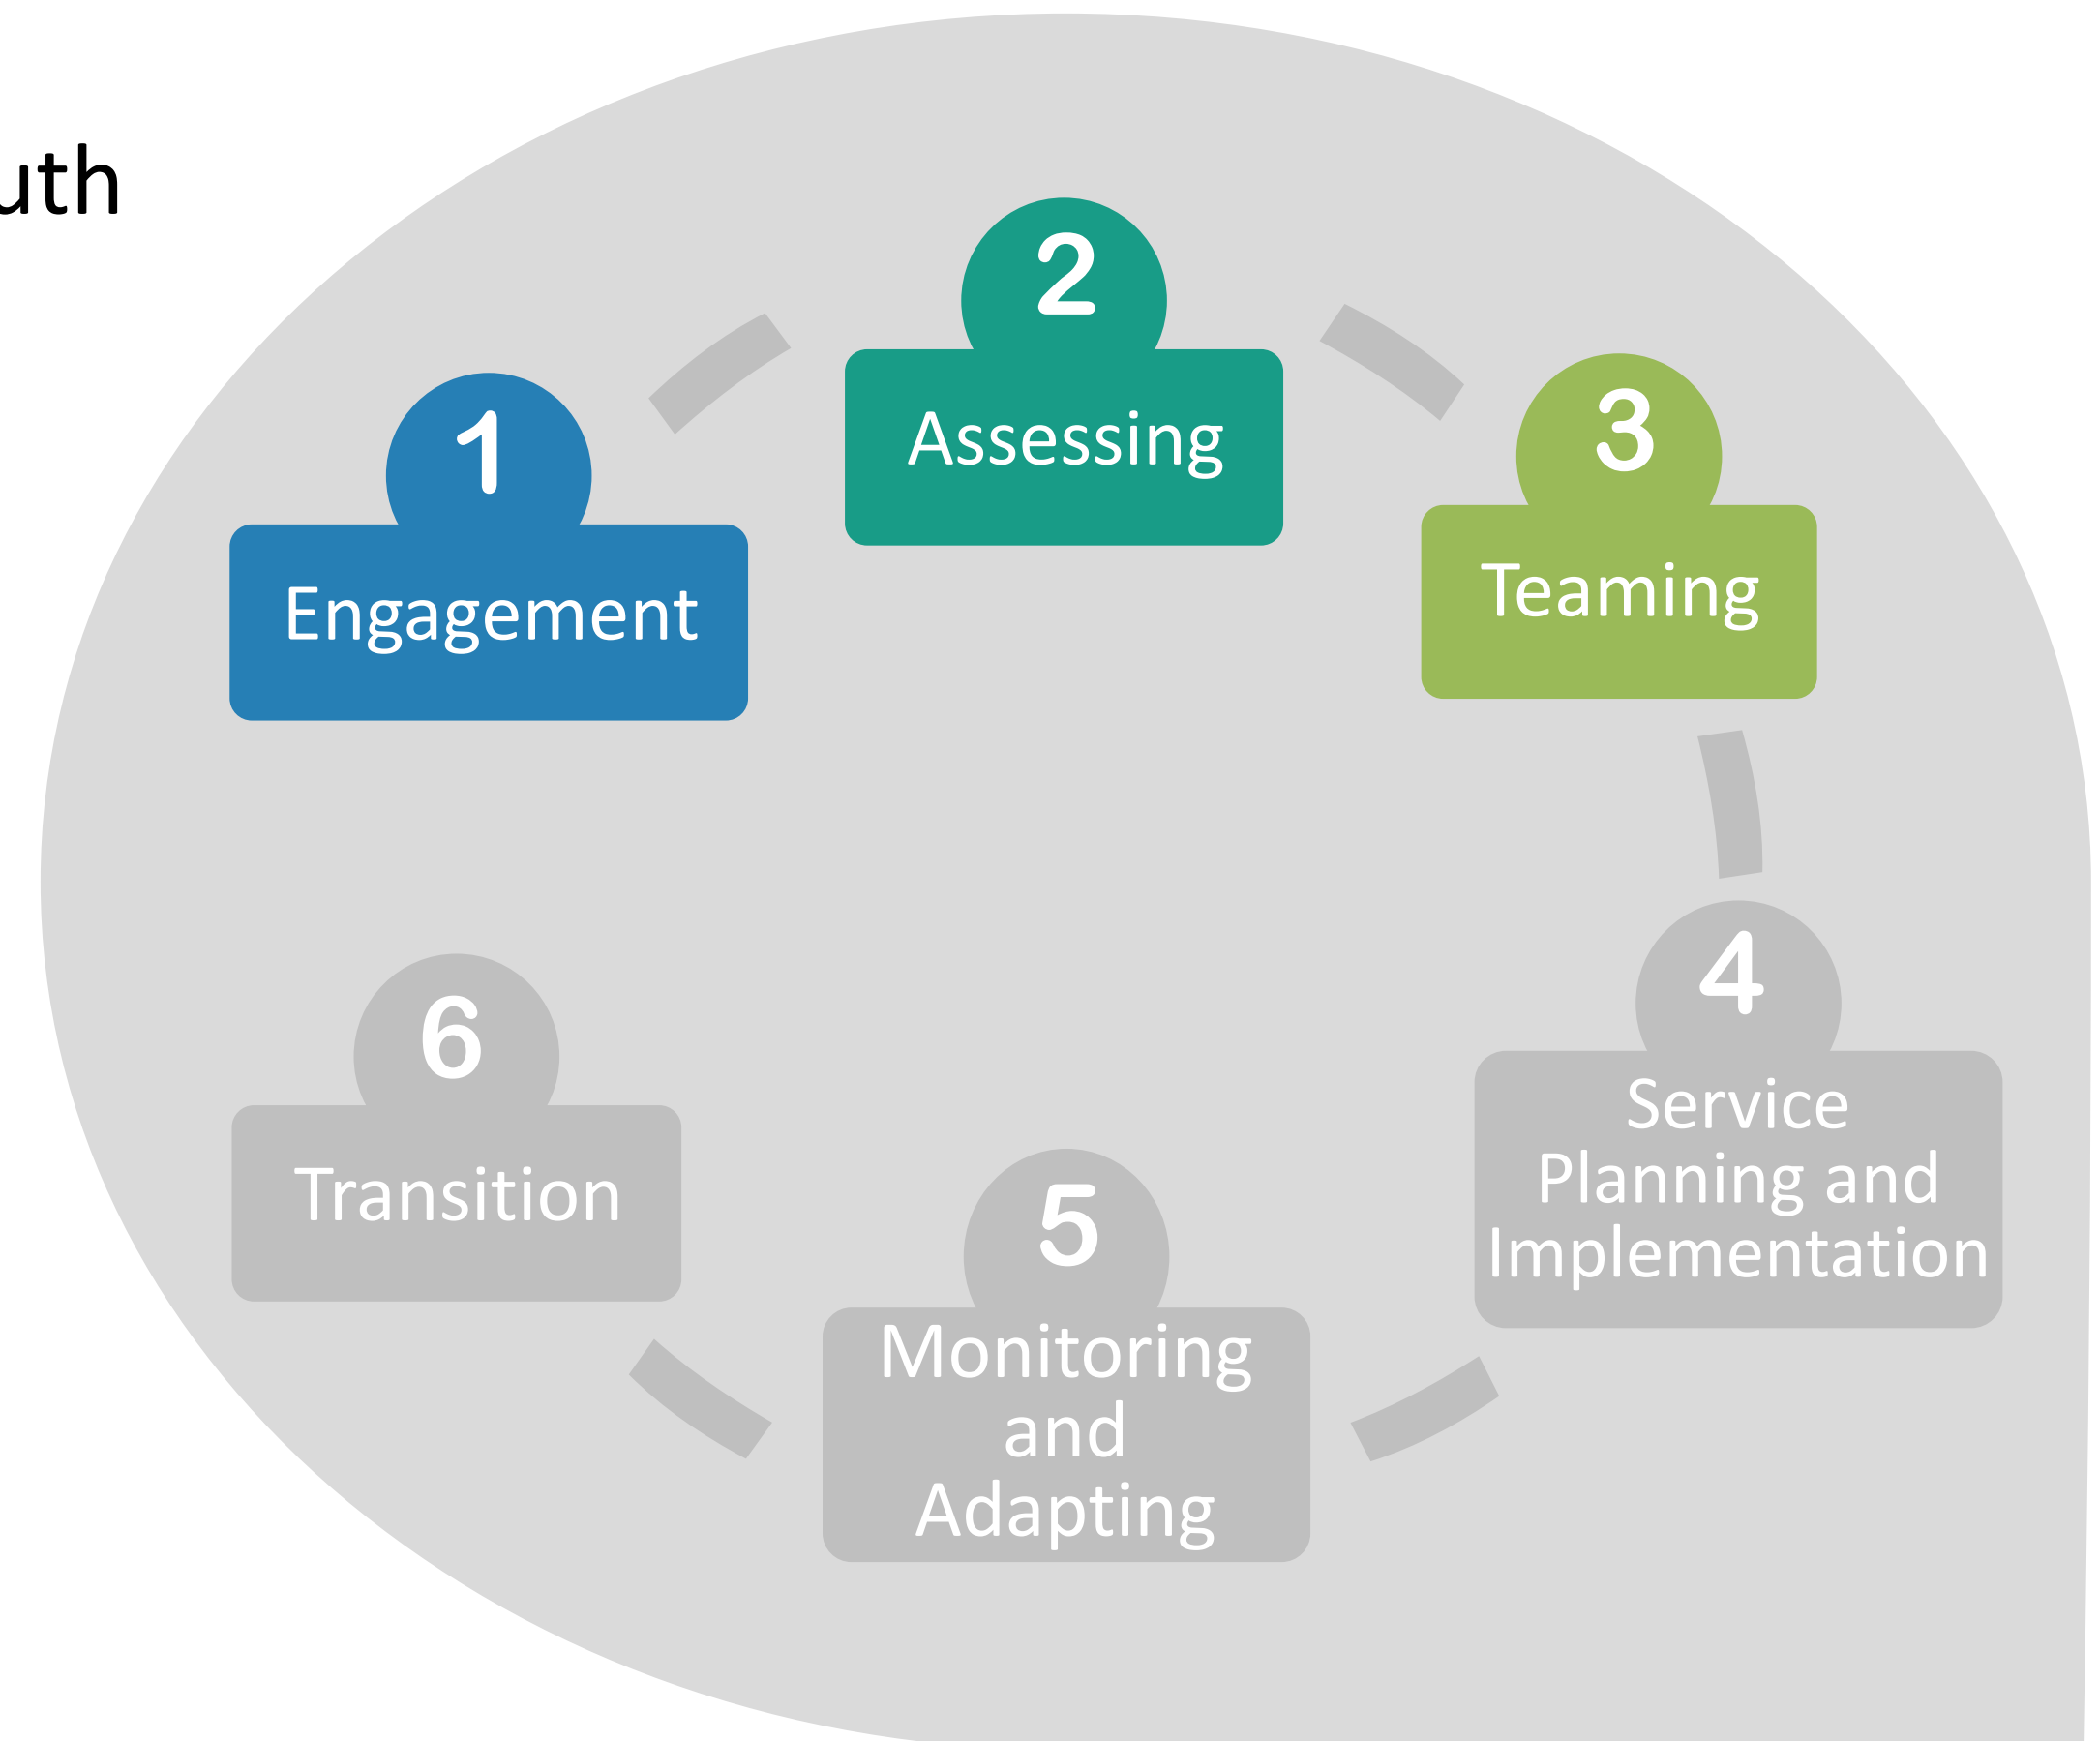 uth
1
Engagement
2
Assessing
3
Teaming
4
Service
Planning and
Implementation
5
Monitoring
and
Adapting
6
Transition